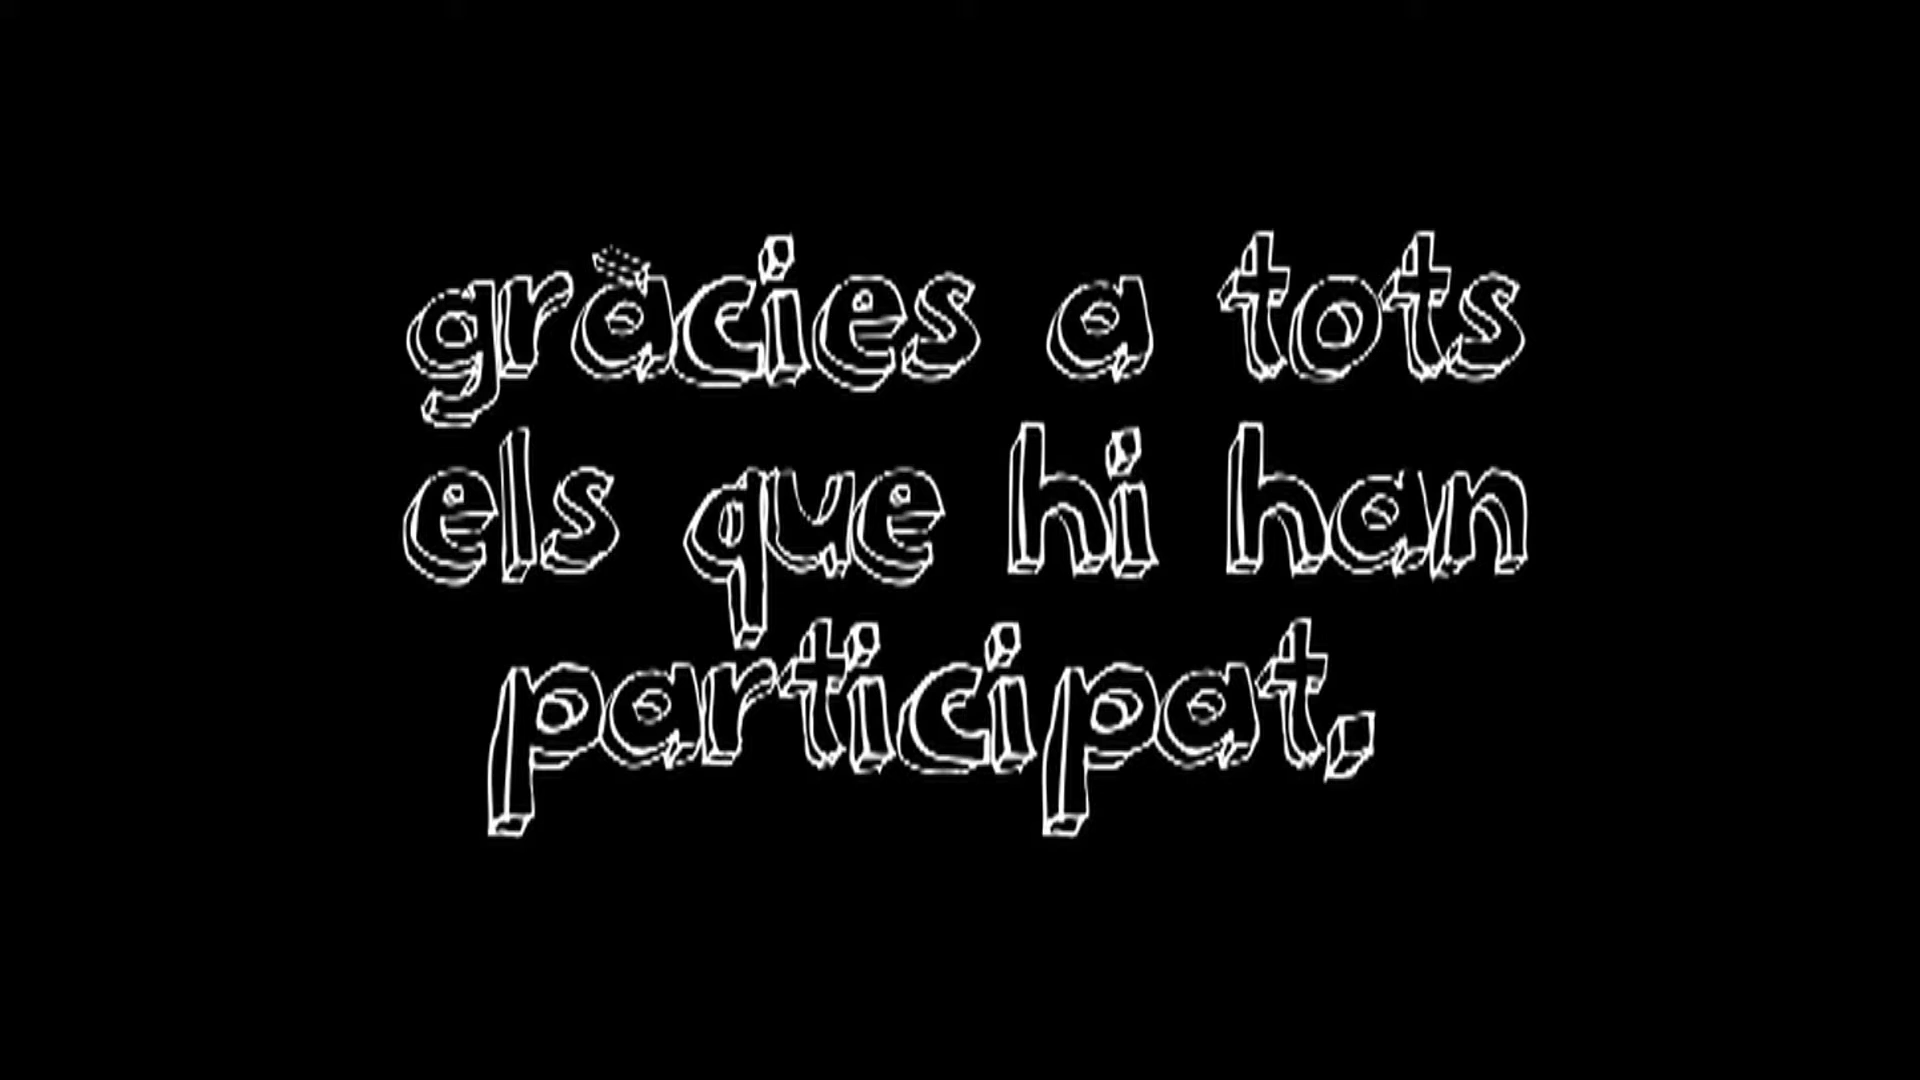 gràcies a tots
els que hi han
participat,